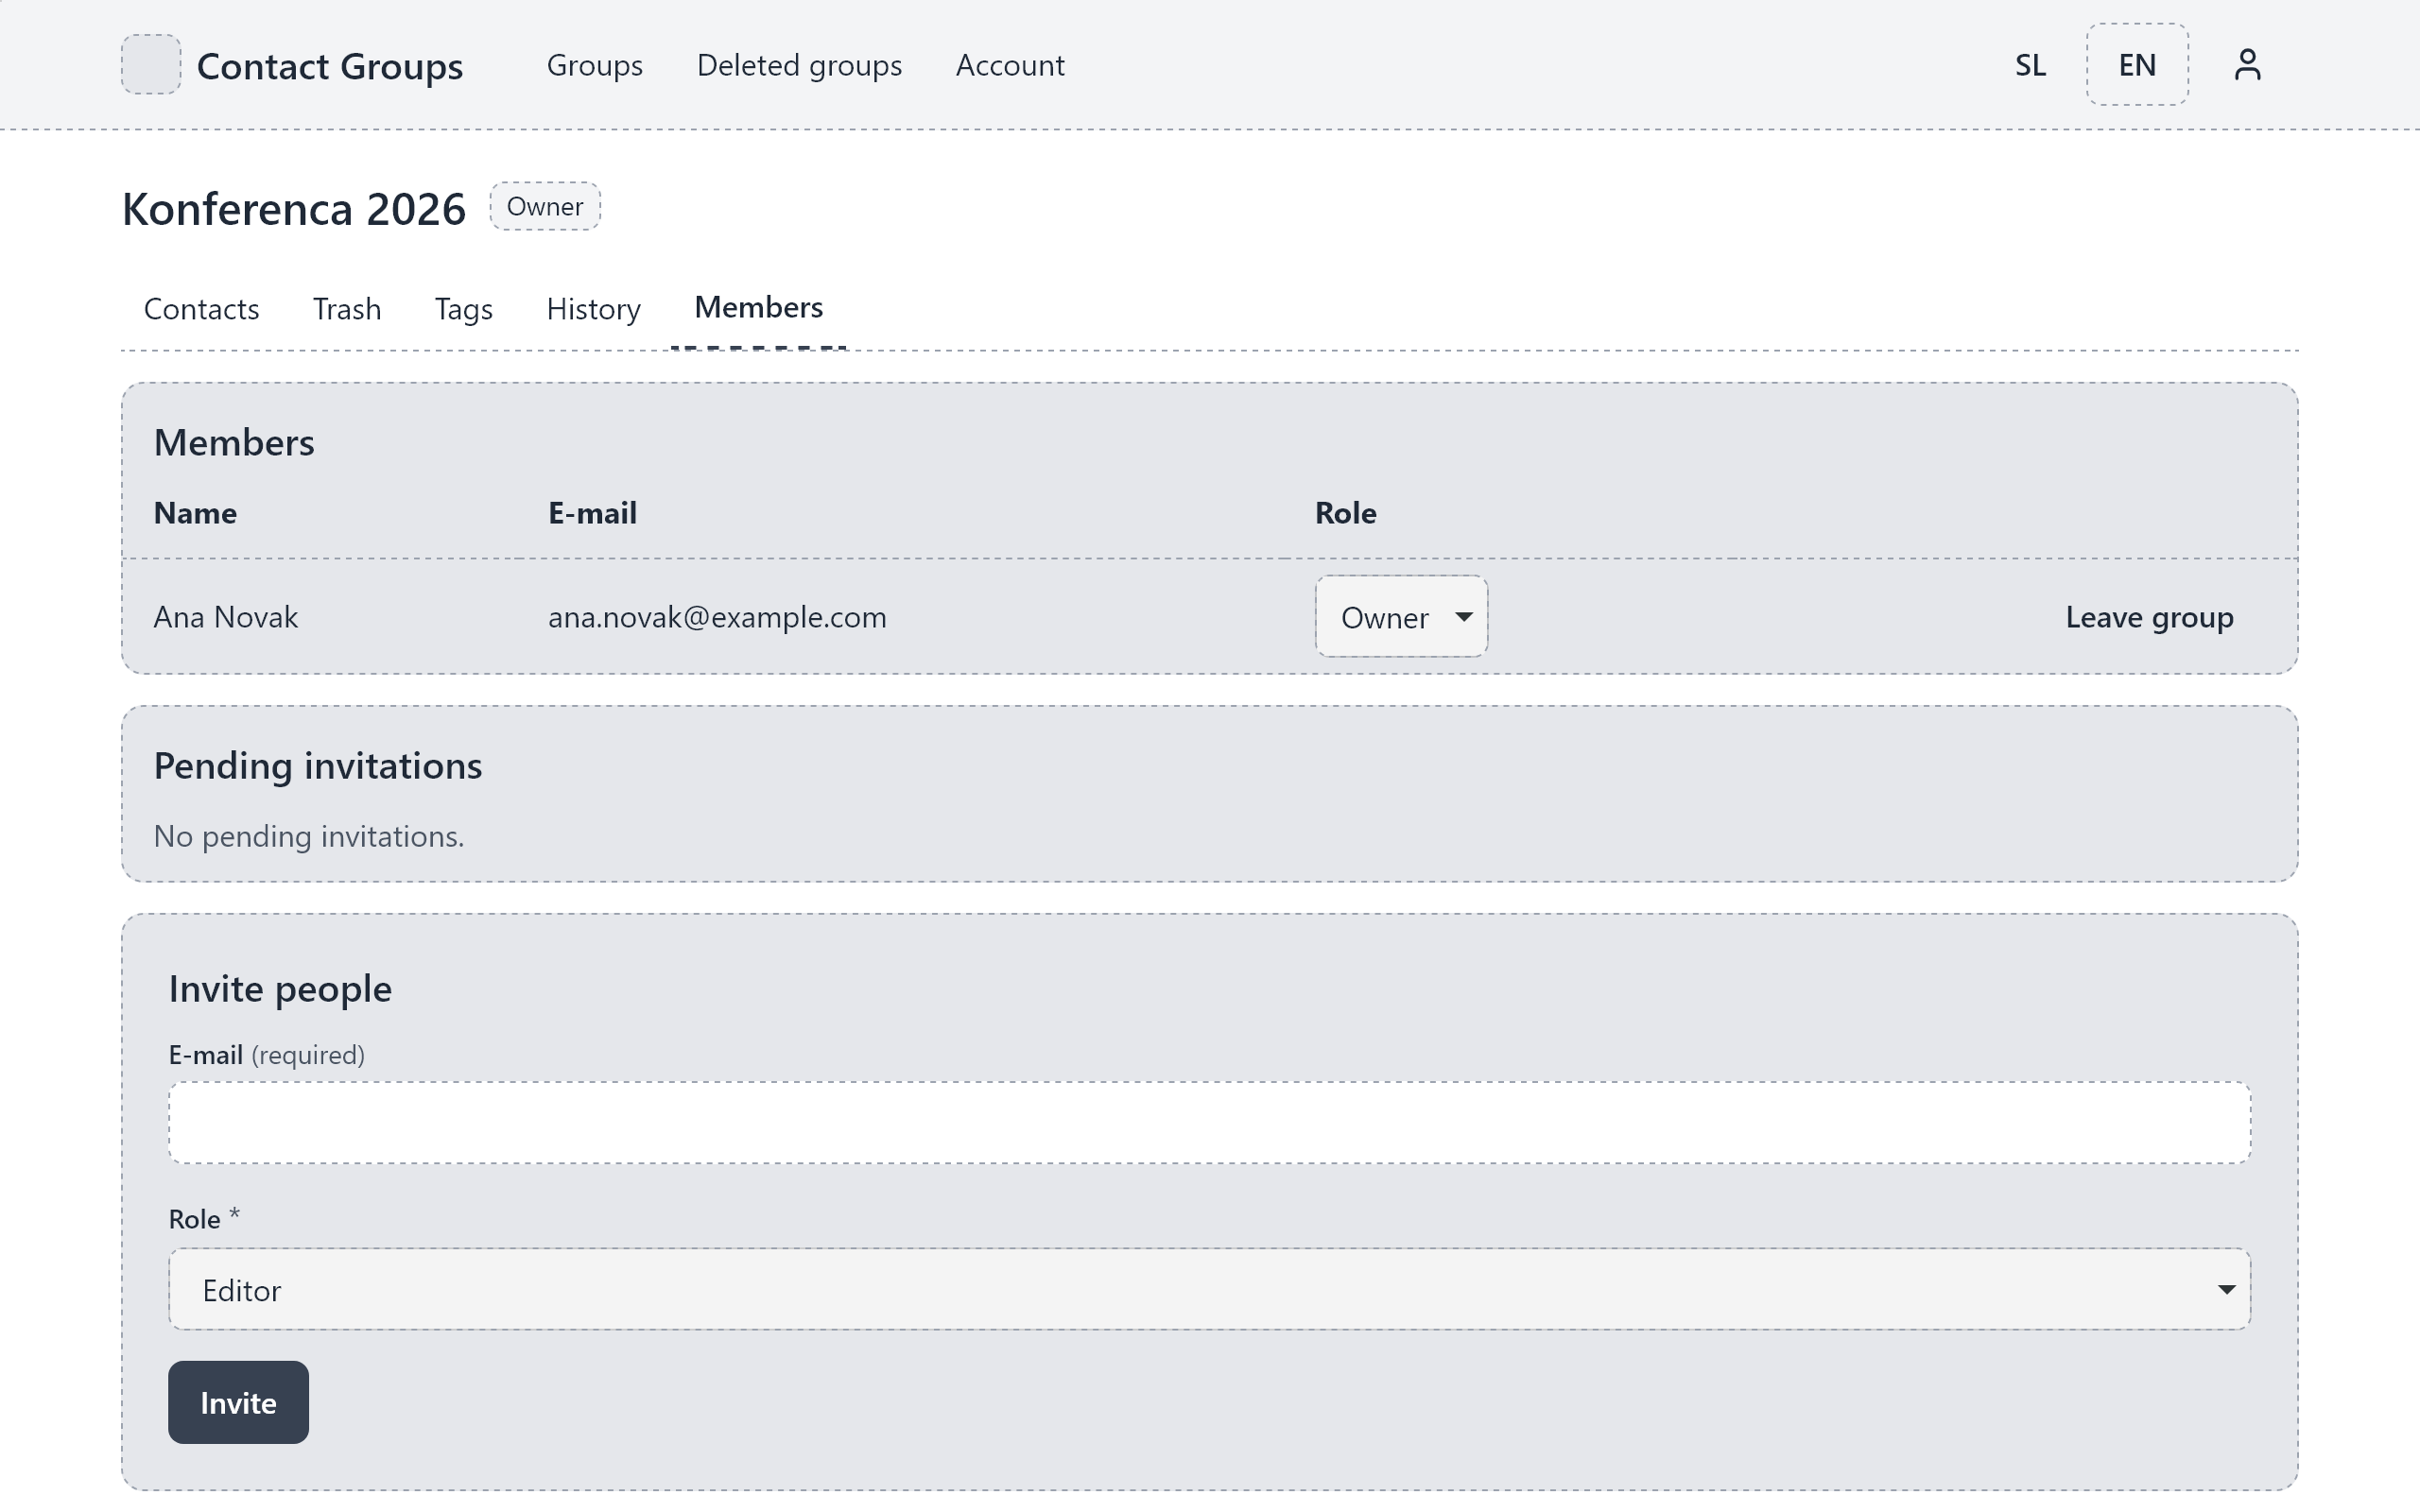 Contact Groups Groups Deleted groups Account SL EN
Konferenca 2026 Owner
Contacts Trash Tags History Members
Members
Name E-mail Role
Ana Novak ana.novak@example.com Owner Leave group
Pending invitations
No pending invitations.
Invite people
E-mail (required)
Role *
Editor
Invite